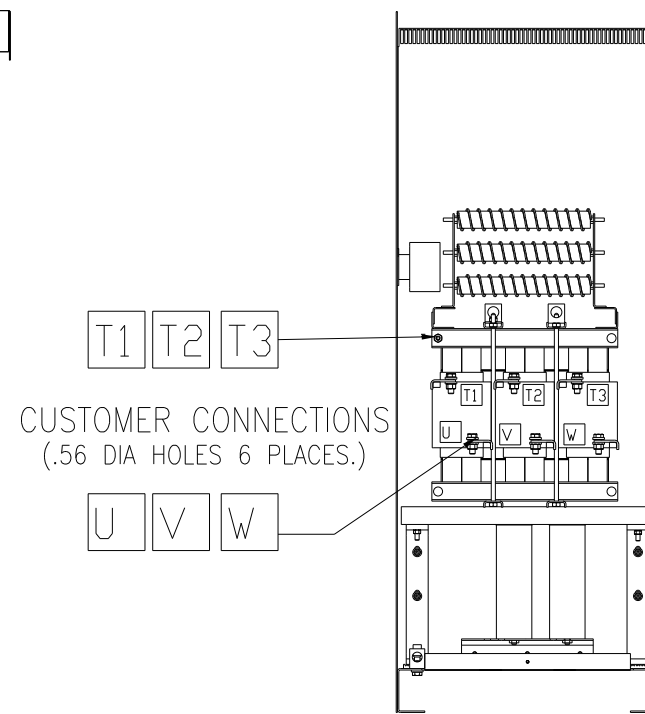 T1 T2 T3
CUSTOMER CONNECTIONS
(.56 DIA HOLES 6 PLACES.)
U V W
T1 T2 T3
U V W